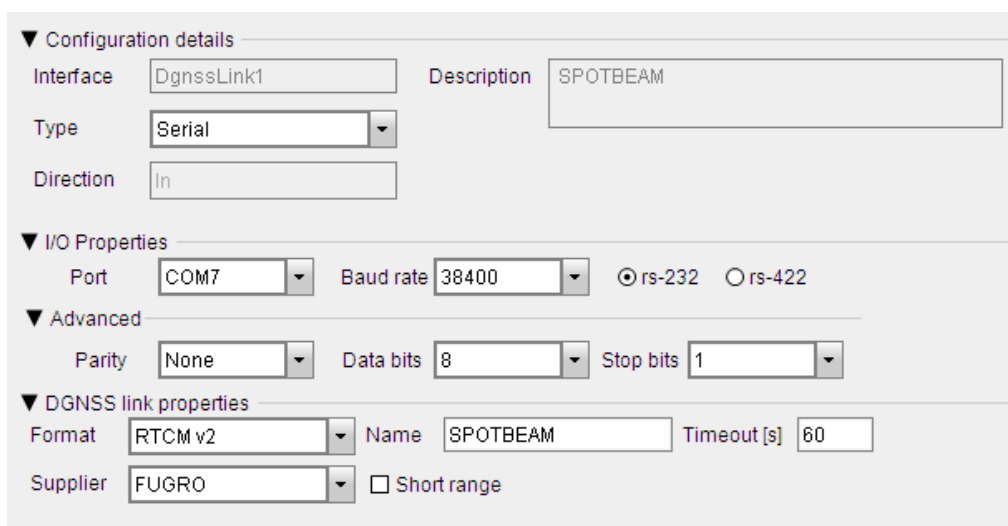 Configuration details
Interface DgnssLink1 Description SPOTBEAM
Type Serial
Direction In
I/O Properties
Port COM7 Baud rate 38400 rs-232 rs-422
Advanced
Parity None Data bits 8 Stop bits 1
DGNSS link properties
Format RTCM v2 Name SPOTBEAM Timeout [s] 60
Supplier FUGRO Short range